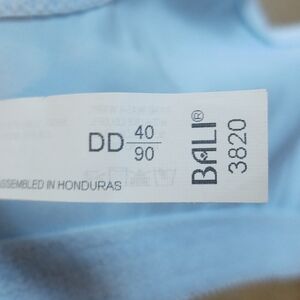 DD 40
90
ASSEMBLED IN HONDURAS
BALI®
3820